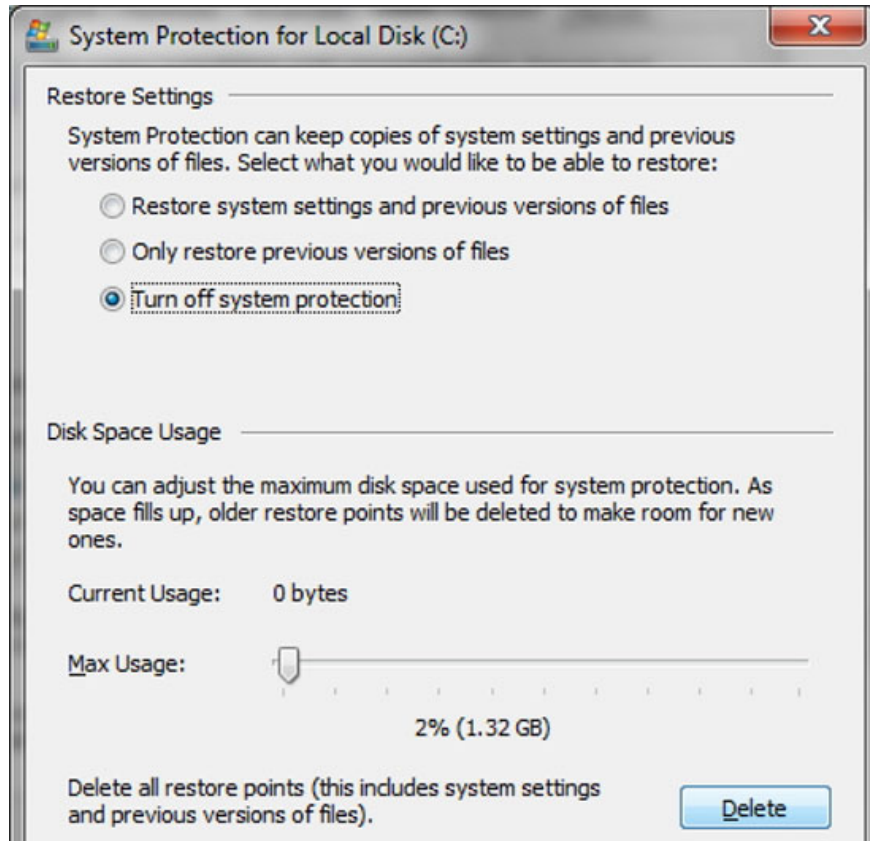 System Protection for Local Disk (C:)
Restore Settings
System Protection can keep copies of system settings and previous
versions of files. Select what you would like to be able to restore:
Restore system settings and previous versions of files
Only restore previous versions of files
Turn off system protection
Disk Space Usage
You can adjust the maximum disk space used for system protection. As
space fills up, older restore points will be deleted to make room for new
ones.
Current Usage: 0 bytes
Max Usage:
2% (1.32 GB)
Delete all restore points (this includes system settings
and previous versions of files).
Delete